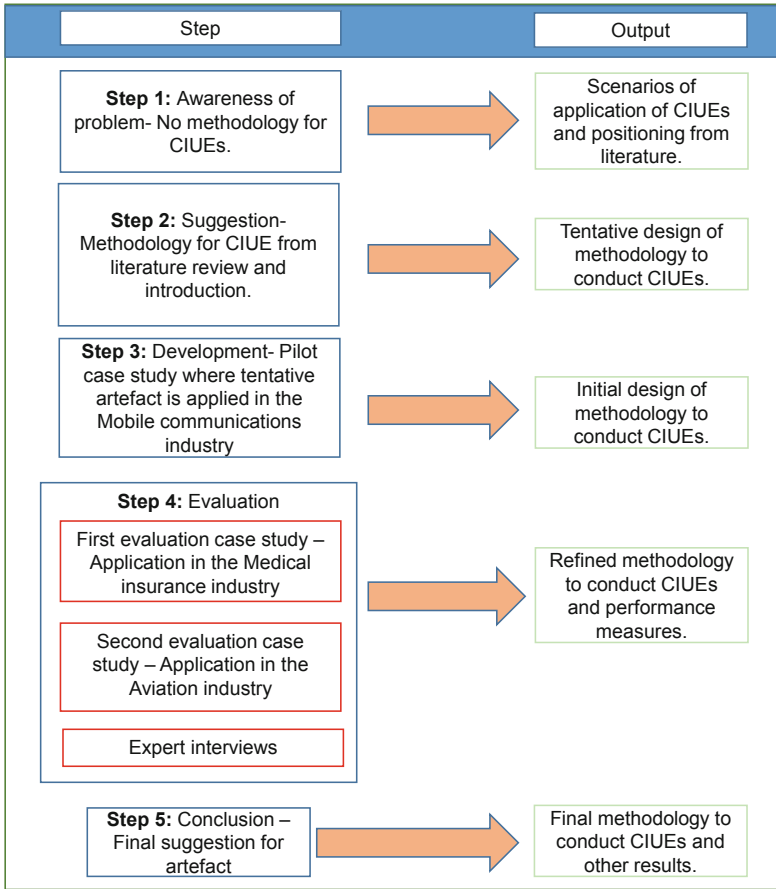 Step
Output
Step 1: Awareness of
problem- No methodology for
CIUEs.
Scenarios of
application of CIUEs
and positioning from
literature.
Step 2: Suggestion-
Methodology for CIUE from
literature review and
introduction.
Tentative design of
methodology to
conduct CIUEs.
Step 3: Development- Pilot
case study where tentative
artefact is applied in the
Mobile communications
industry
Initial design of
methodology to
conduct CIUEs.
Step 4: Evaluation
First evaluation case study –
Application in the Medical
insurance industry
Second evaluation case
study – Application in the
Aviation industry
Expert interviews
Refined methodology
to conduct CIUEs
and performance
measures.
Step 5: Conclusion –
Final suggestion for
artefact
Final methodology to
conduct CIUEs and
other results.